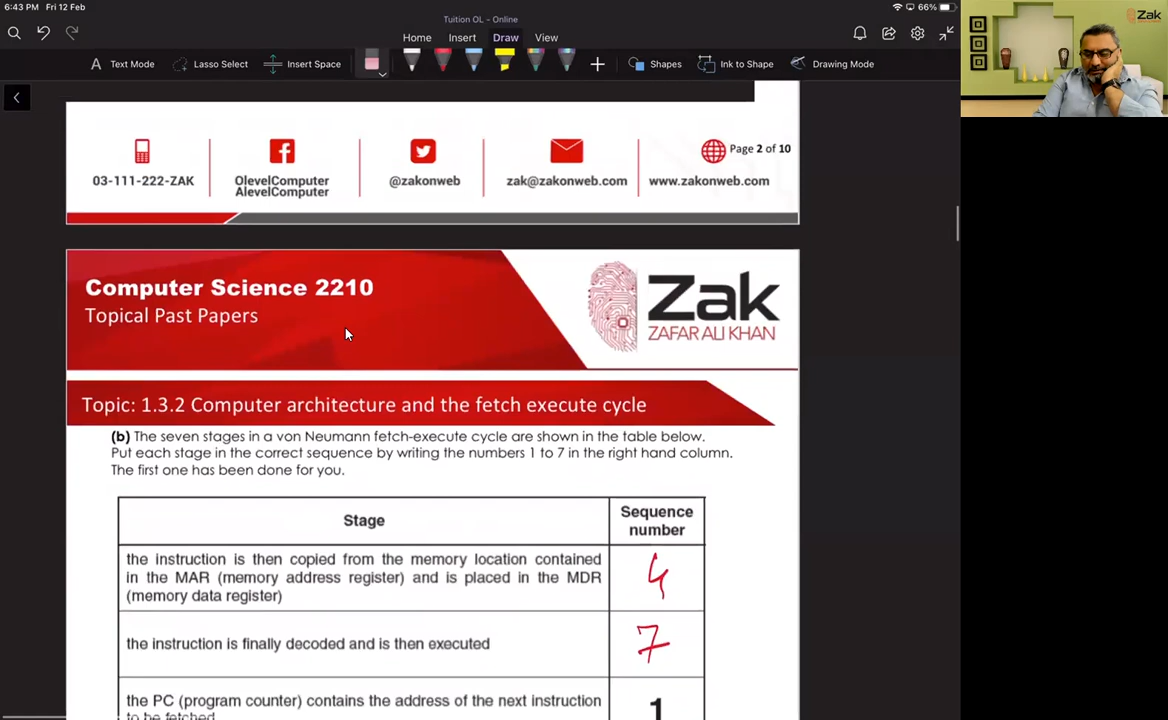 6:43 PM Fri 12 Feb
66%
Tuition OL - Online
Home Insert Draw View
Text Mode Lasso Select Insert Space Shapes Ink to Shape Drawing Mode
Zak
03-111-222-ZAK
OlevelComputer
AlevelComputer
@zakonweb
zak@zakonweb.com
Page 2 of 10
www.zakonweb.com
Computer Science 2210
Topical Past Papers
Zak
ZAFAR ALI KHAN
Topic: 1.3.2 Computer architecture and the fetch execute cycle
(b) The seven stages in a von Neumann fetch-execute cycle are shown in the table below.
Put each stage in the correct sequence by writing the numbers 1 to 7 in the right hand column.
The first one has been done for you.
Stage
Sequence
number
the instruction is then copied from the memory location contained
in the MAR (memory address register) and is placed in the MDR
(memory data register)
4
the instruction is finally decoded and is then executed
7
the PC (program counter) contains the address of the next instruction
to be fetched
1